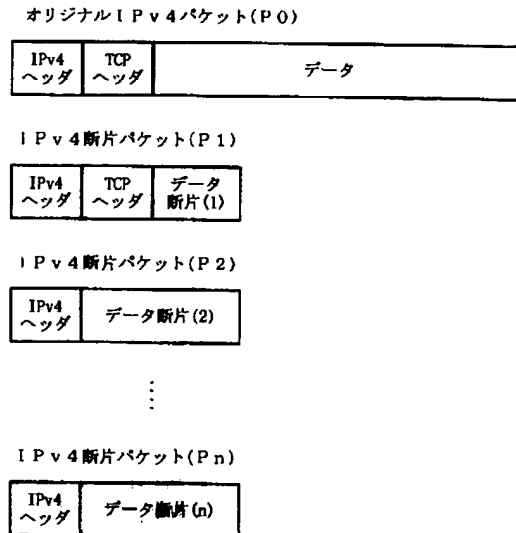 オリジナルＩＰｖ４パケット(Ｐ０)
IPv4 TCP データ
ヘッダ ヘッダ
ＩＰｖ４断片パケット(Ｐ１)
IPv4 TCP データ
ヘッダ ヘッダ 断片(1)
ＩＰｖ４断片パケット(Ｐ２)
IPv4 データ断片(2)
ヘッダ
⋮
ＩＰｖ４断片パケット(Ｐｎ)
IPv4 データ断片(n)
ヘッダ